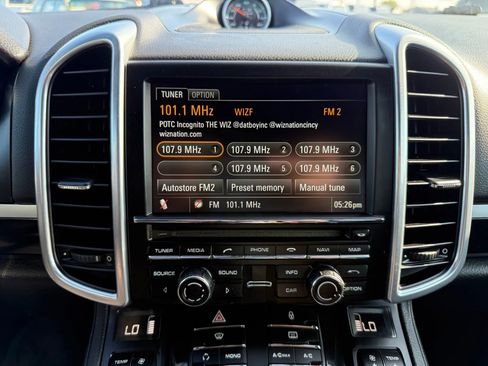 TUNER OPTION
101.1 MHz WIZF FM 2
POTC Incognito THE WIZ @datboyinc @wiznationcincy
wiznation.com
107.9 MHz 1 107.9 MHz 2 107.9 MHz 3
4 107.9 MHz 5 107.9 MHz 6
Autostore FM2 Preset memory Manual tune
FM 101.1 MHz 05:26pm
TUNER MEDIA PHONE NAVI MAP
SOURCE SOUND INFO
CAR OPTION
LO LO
TEMP MONO A/C MAX A/C TEMP